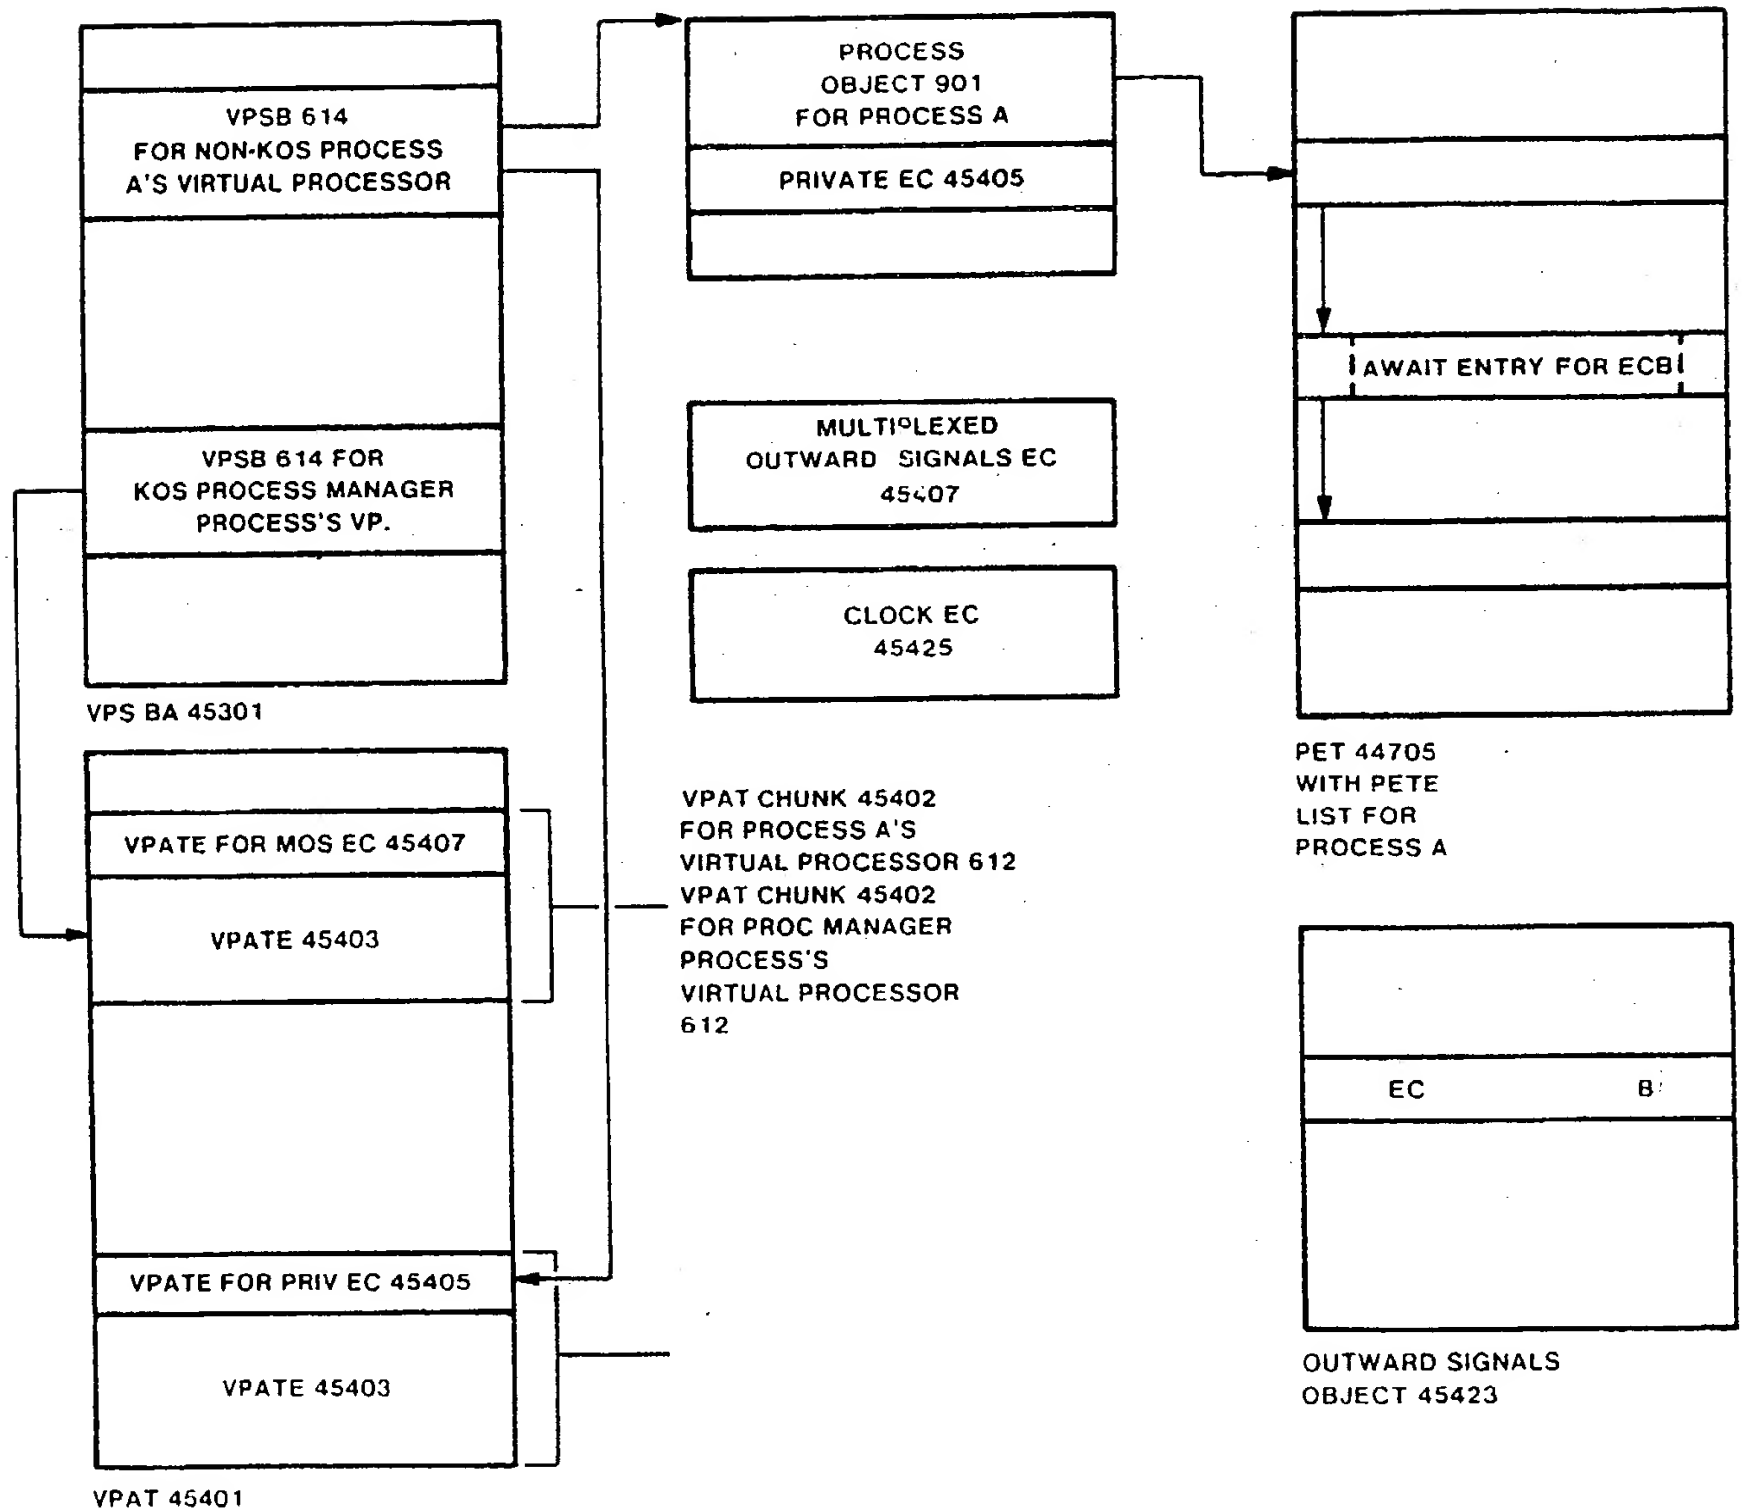 VPSB 614
FOR NON-KOS PROCESS
A'S VIRTUAL PROCESSOR
VPSB 614 FOR
KOS PROCESS MANAGER
PROCESS'S VP.
VPS BA 45301
VPATE FOR MOS EC 45407
VPATE 45403
VPATE FOR PRIV EC 45405
VPATE 45403
VPAT 45401
PROCESS
OBJECT 901
FOR PROCESS A
PRIVATE EC 45405
MULTIPLEXED
OUTWARD SIGNALS EC
45407
CLOCK EC
45425
VPAT CHUNK 45402
FOR PROCESS A'S
VIRTUAL PROCESSOR 612
VPAT CHUNK 45402
FOR PROC MANAGER
PROCESS'S
VIRTUAL PROCESSOR
612
AWAIT ENTRY FOR ECB
PET 44705
WITH PETE
LIST FOR
PROCESS A
EC B
OUTWARD SIGNALS
OBJECT 45423